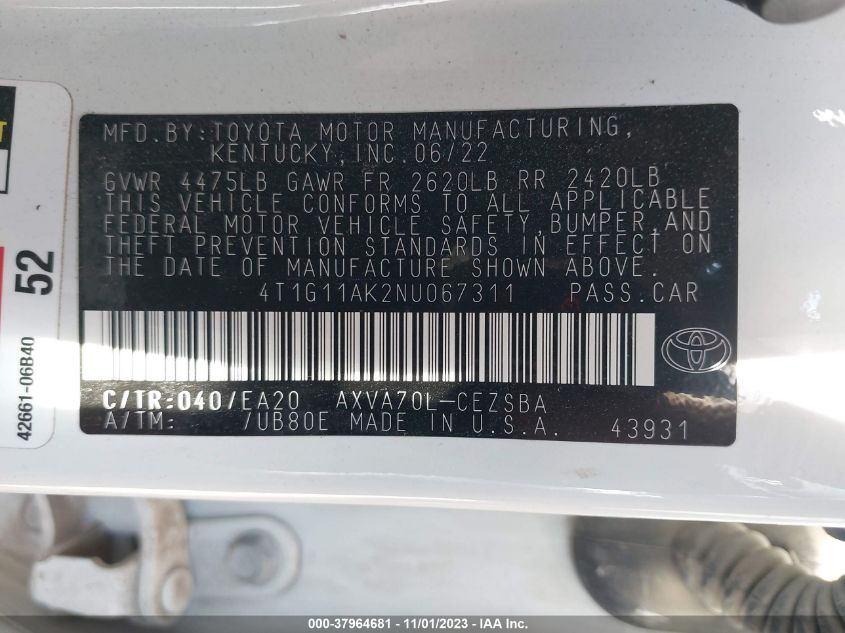 MFD.BY:TOYOTA MOTOR MANUFACTURING,
KENTUCKY,INC.06/22
GVWR 4475LB GAWR FR 2620LB RR 2420LB
THIS VEHICLE CONFORMS TO ALL APPLICABLE
FEDERAL MOTOR VEHICLE SAFETY,BUMPER,AND
THEFT PREVENTION STANDARDS IN EFFECT ON
THE DATE OF MANUFACTURE SHOWN ABOVE.
4T1G11AK2NU067311 PASS.CAR
C/TR:040/EA20 AXVA70L-CEZSBA
A/TM: /UB80E MADE IN U.S.A. 43931
52
42661-06B40
000-37964681 - 11/01/2023 - IAA Inc.